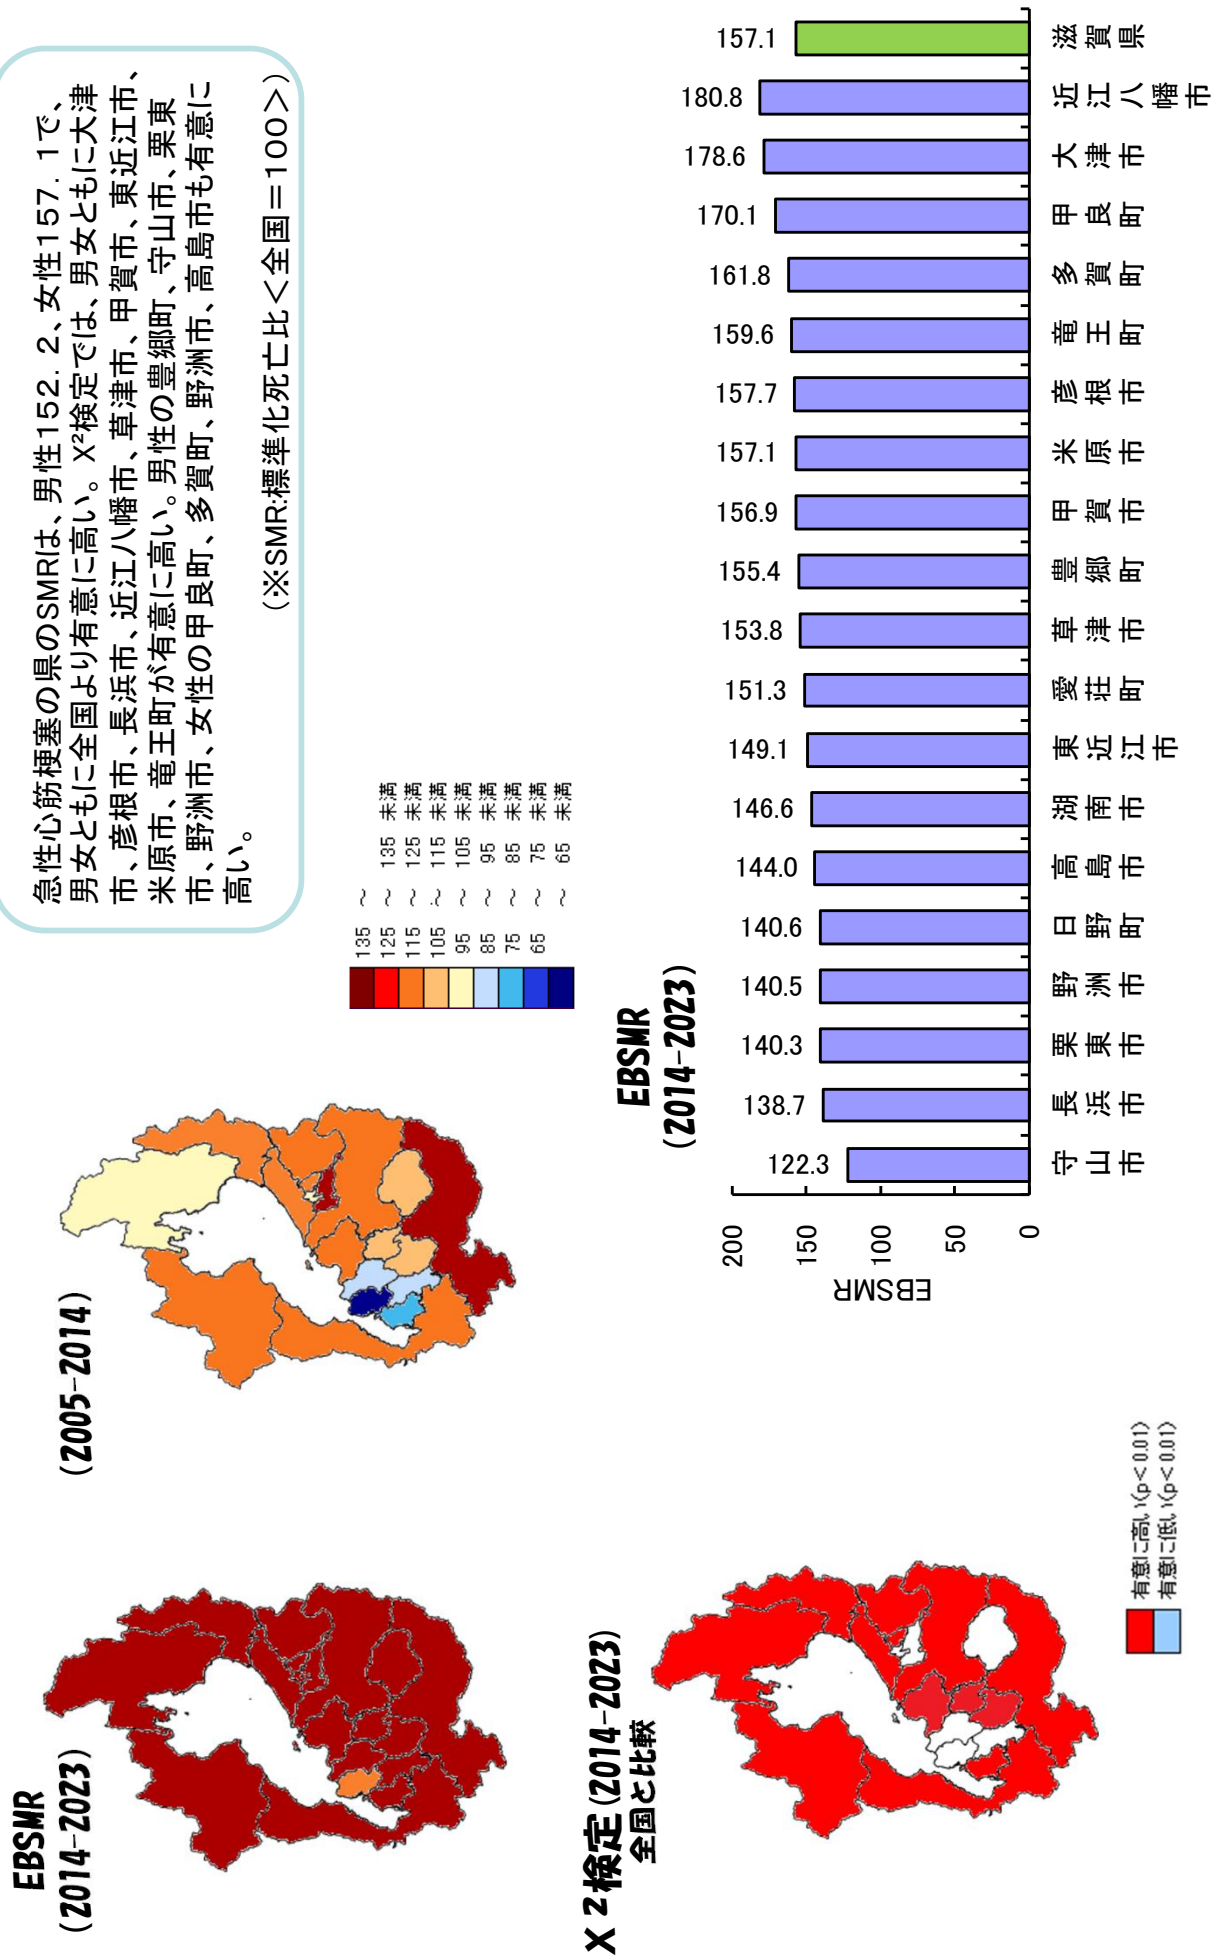 急性心筋梗塞の県のSMRは、男性152．2、女性157．1で、
男女ともに全国より有意に高い。X²検定では、男女ともに大津
市、彦根市、長浜市、近江八幡市、草津市、甲賀市、東近江市、
米原市、竜王町が有意に高い。男性の豊郷町、守山市、栗東
市、野洲市、女性の甲良町、多賀町、野洲市、高島市も有意に
高い。
(※SMR:標準化死亡比＜全国＝100＞)
EBSMR
(2014-2023)
(2005-2014)
135 ～
125 ～ 135 未満
115 ～ 125 未満
105 ～ 115 未満
95 ～ 105 未満
85 ～ 95 未満
75 ～ 85 未満
65 ～ 75 未満
～ 65 未満
X ²検定(2014-2023)
全国と比較
有意に高い(p＜0.01)
有意に低い(p＜0.01)
EBSMR
(2014-2023)
EBSMR
200
150
100
50
0
122.3
138.7
140.3
140.5
140.6
144.0
146.6
149.1
151.3
153.8
155.4
156.9
157.1
157.7
159.6
161.8
170.1
178.6
180.8
157.1
守山市
長浜市
栗東市
野洲市
日野町
高島市
湖南市
東近江市
愛荘町
草津市
豊郷町
甲賀市
米原市
彦根市
竜王町
多賀町
甲良町
大津市
近江八幡市
滋賀県